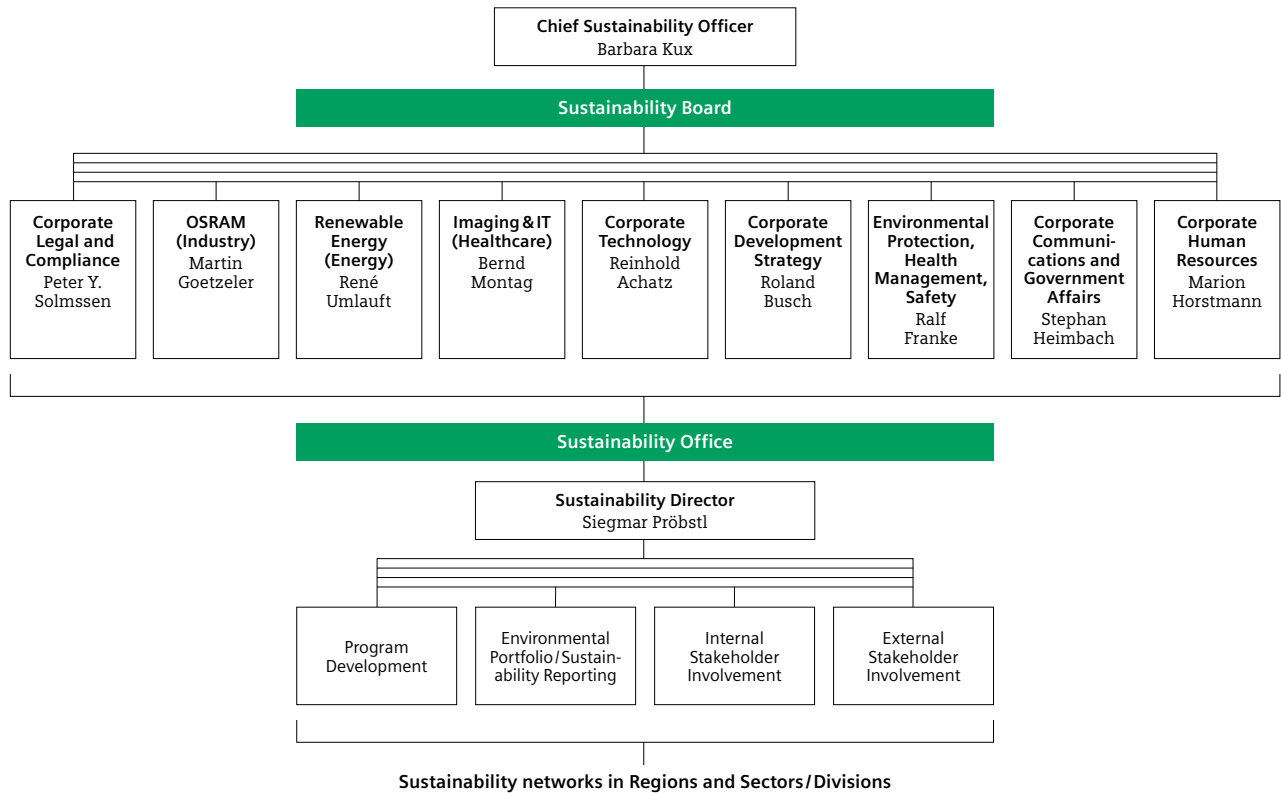 Chief Sustainability Officer
Barbara Kux
Sustainability Board
Corporate
Legal and
Compliance
Peter Y.
Solmssen
OSRAM
(Industry)
Martin
Goetzeler
Renewable
Energy
(Energy)
René
Umlauft
Imaging & IT
(Healthcare)
Bernd
Montag
Corporate
Technology
Reinhold
Achatz
Corporate
Development
Strategy
Roland
Busch
Environmental
Protection,
Health
Management,
Safety
Ralf
Franke
Corporate
Communi-
cations and
Government
Affairs
Stephan
Heimbach
Corporate
Human
Resources
Marion
Horstmann
Sustainability Office
Sustainability Director
Siegmar Pröbstl
Program
Development
Environmental
Portfolio/Sustain-
ability Reporting
Internal
Stakeholder
Involvement
External
Stakeholder
Involvement
Sustainability networks in Regions and Sectors/Divisions